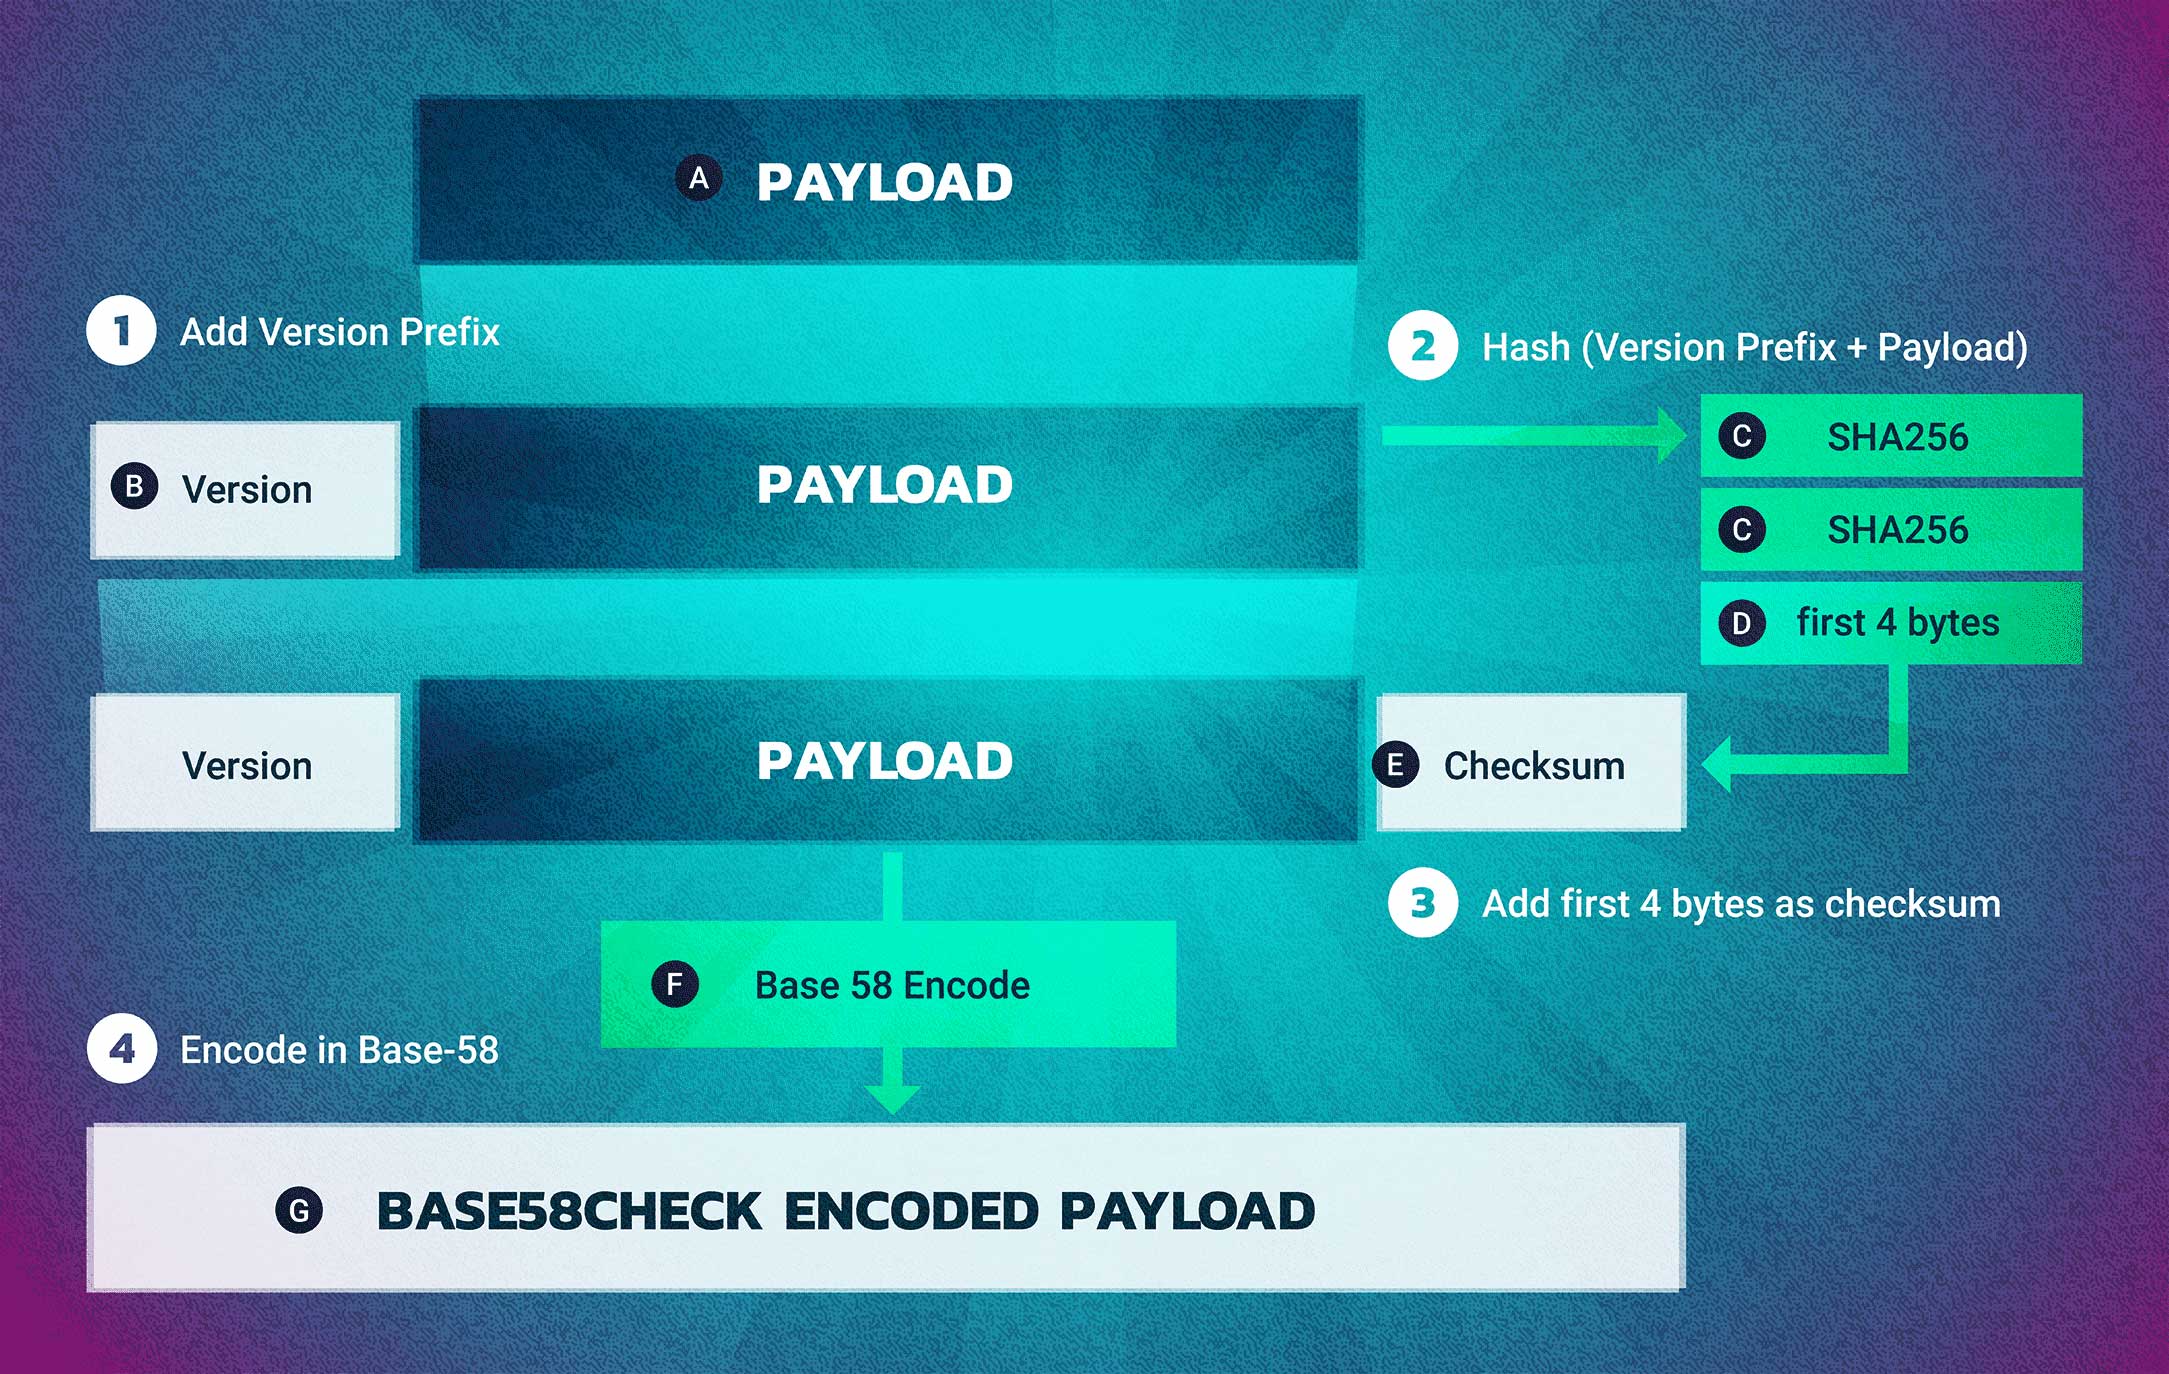 A PAYLOAD
1 Add Version Prefix
2 Hash (Version Prefix + Payload)
B Version
PAYLOAD
C SHA256
C SHA256
D first 4 bytes
Version
PAYLOAD
E Checksum
3 Add first 4 bytes as checksum
F Base 58 Encode
4 Encode in Base-58
G BASE58CHECK ENCODED PAYLOAD